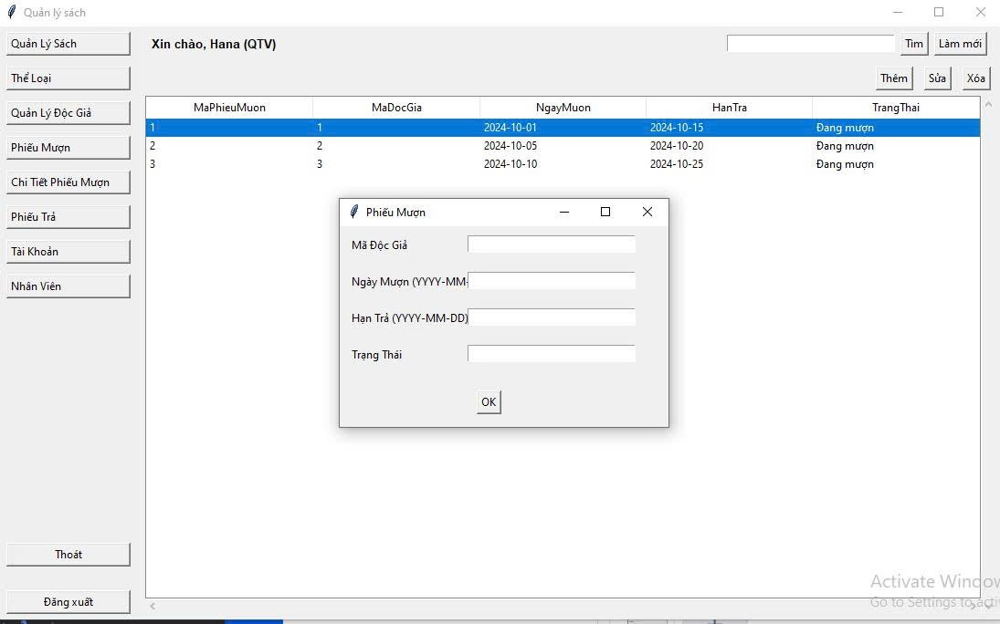 Quản lý sách
Quản Lý Sách
Xin chào, Hana (QTV)
Tìm
Làm mới
Thể Loại
Thêm
Sửa
Xóa
Quản Lý Độc Giả
MaPhieuMuon MaDocGia NgayMuon HanTra TrangThai
1 1 2024-10-01 2024-10-15 Đang mượn
2 2 2024-10-05 2024-10-20 Đang mượn
3 3 2024-10-10 2024-10-25 Đang mượn
Phiếu Mượn
Chi Tiết Phiếu Mượn
Phiếu Trả
Tài Khoản
Nhân Viên
Phiếu Mượn
Mã Độc Giả
Ngày Mượn (YYYY-MM-
Hạn Trả (YYYY-MM-DD)
Trạng Thái
OK
Thoát
Đăng xuất
Activate Window
Go to Settings to acti